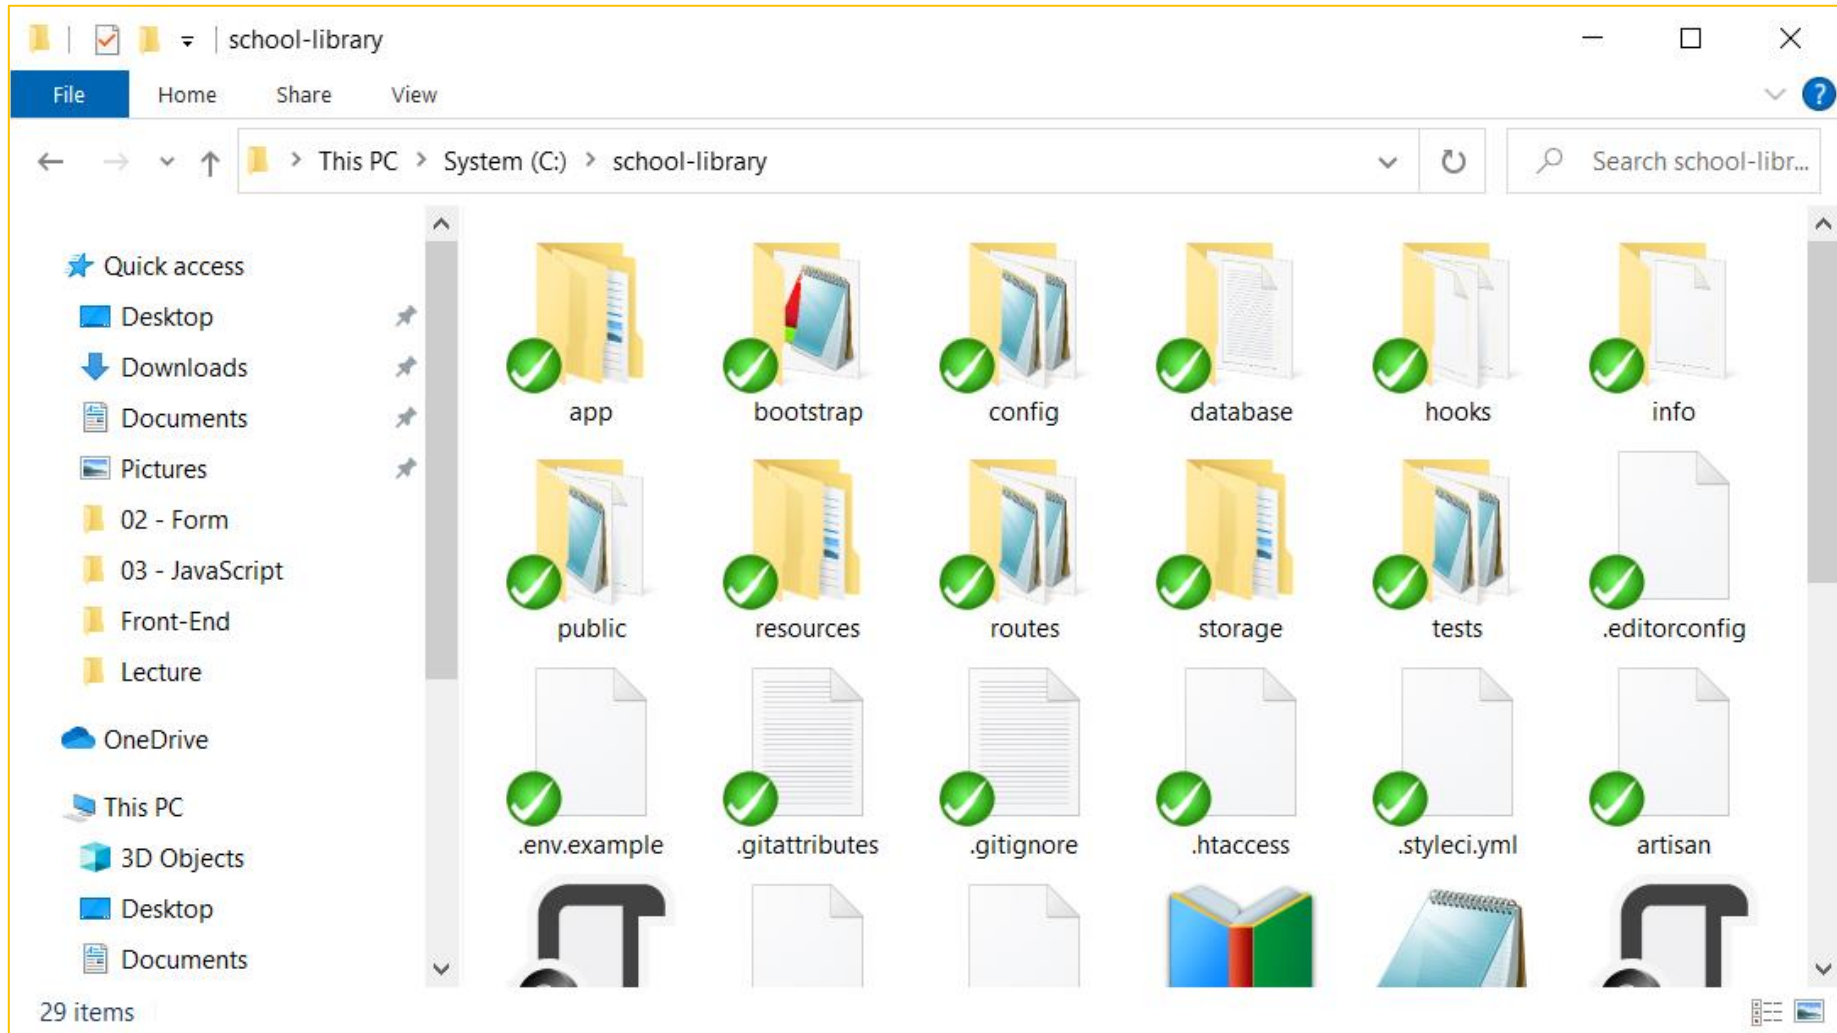 school-library
File Home Share View
This PC System (C:) school-library
Search school-libr...
Quick access
Desktop
Downloads
Documents
Pictures
02 - Form
03 - JavaScript
Front-End
Lecture
OneDrive
This PC
3D Objects
Desktop
Documents
app bootstrap config database hooks info
public resources routes storage tests .editorconfig
.env.example .gitattributes .gitignore .htaccess .styleci.yml artisan
29 items